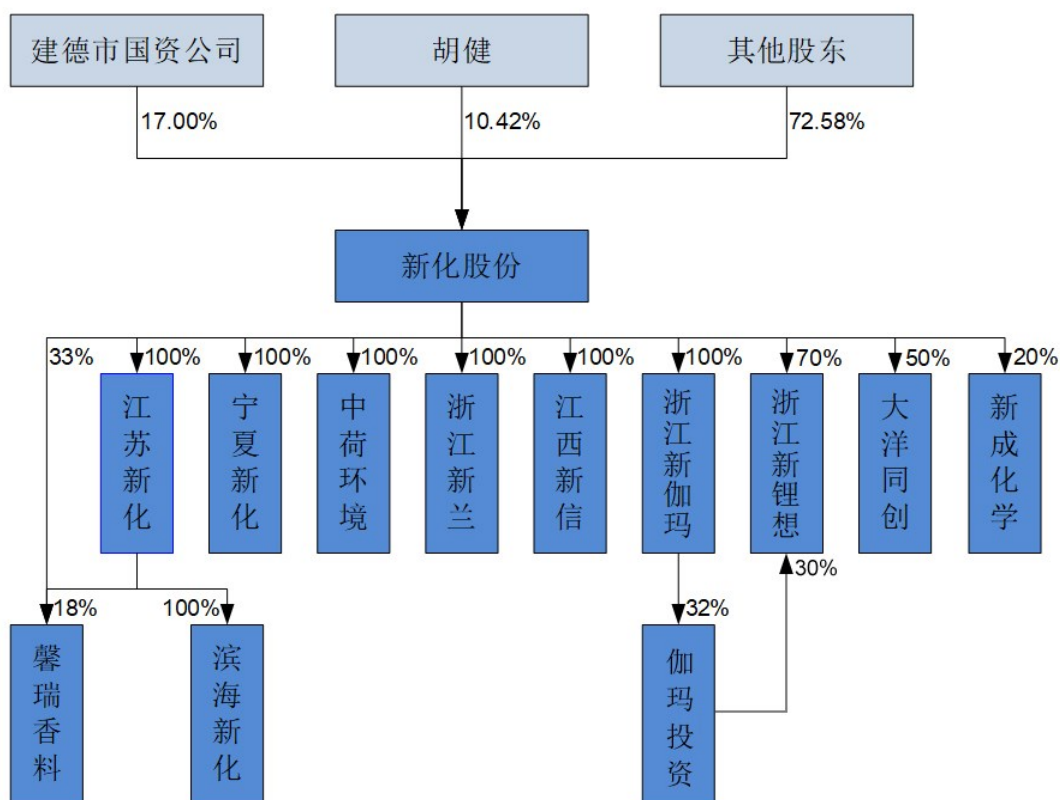 建德市国资公司
胡健
其他股东
17.00%
10.42%
72.58%
新化股份
33%
100%
100%
100%
100%
100%
100%
70%
50%
20%
江苏新化
宁夏新化
中荷环境
浙江新兰
江西新信
浙江新伽玛
浙江新锂想
大洋同创
新成化学
18%
100%
32%
30%
馨瑞香料
滨海新化
伽玛投资